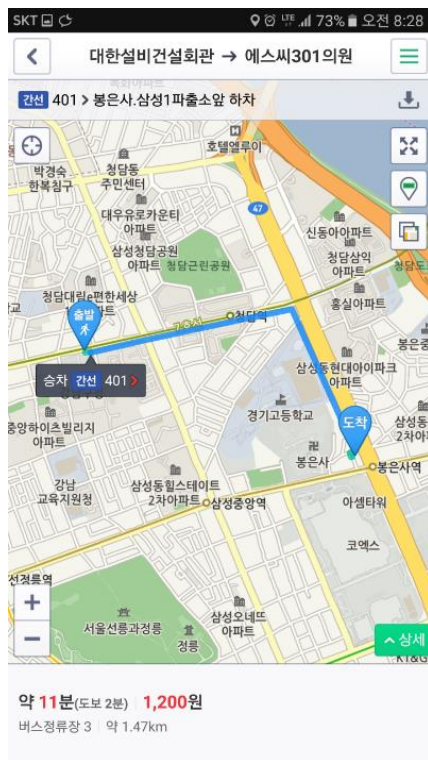 SKT LTE 73% 오전 8:28
대한설비건설회관 → 에스씨301의원
간선 401 > 봉은사.삼성1파출소앞 하차
호텔엘루이
박경숙
한복침구
청담동
주민센터
47
대우유로카운티
아파트
신동아아파트
삼성청담공원
아파트
청담근린공원
청담삼익
아파트
청담대림e편한세상
출발
청담역
7호선
홍실아파트
승차 간선 401 >
삼성동현대아이파크
아파트
중앙하이츠빌리지
아파트
경기고등학교
도착
봉은사
봉은사역
강남
교육지원청
삼성동힐스테이트
2차아파트
삼성중앙역
아셈타워
코엑스
선정릉역
+
서울선릉과정릉
정릉
삼성오네뜨
아파트
−
상세
KT&G
약 11분(도보 2분) 1,200원
버스정류장 3 약 1.47km